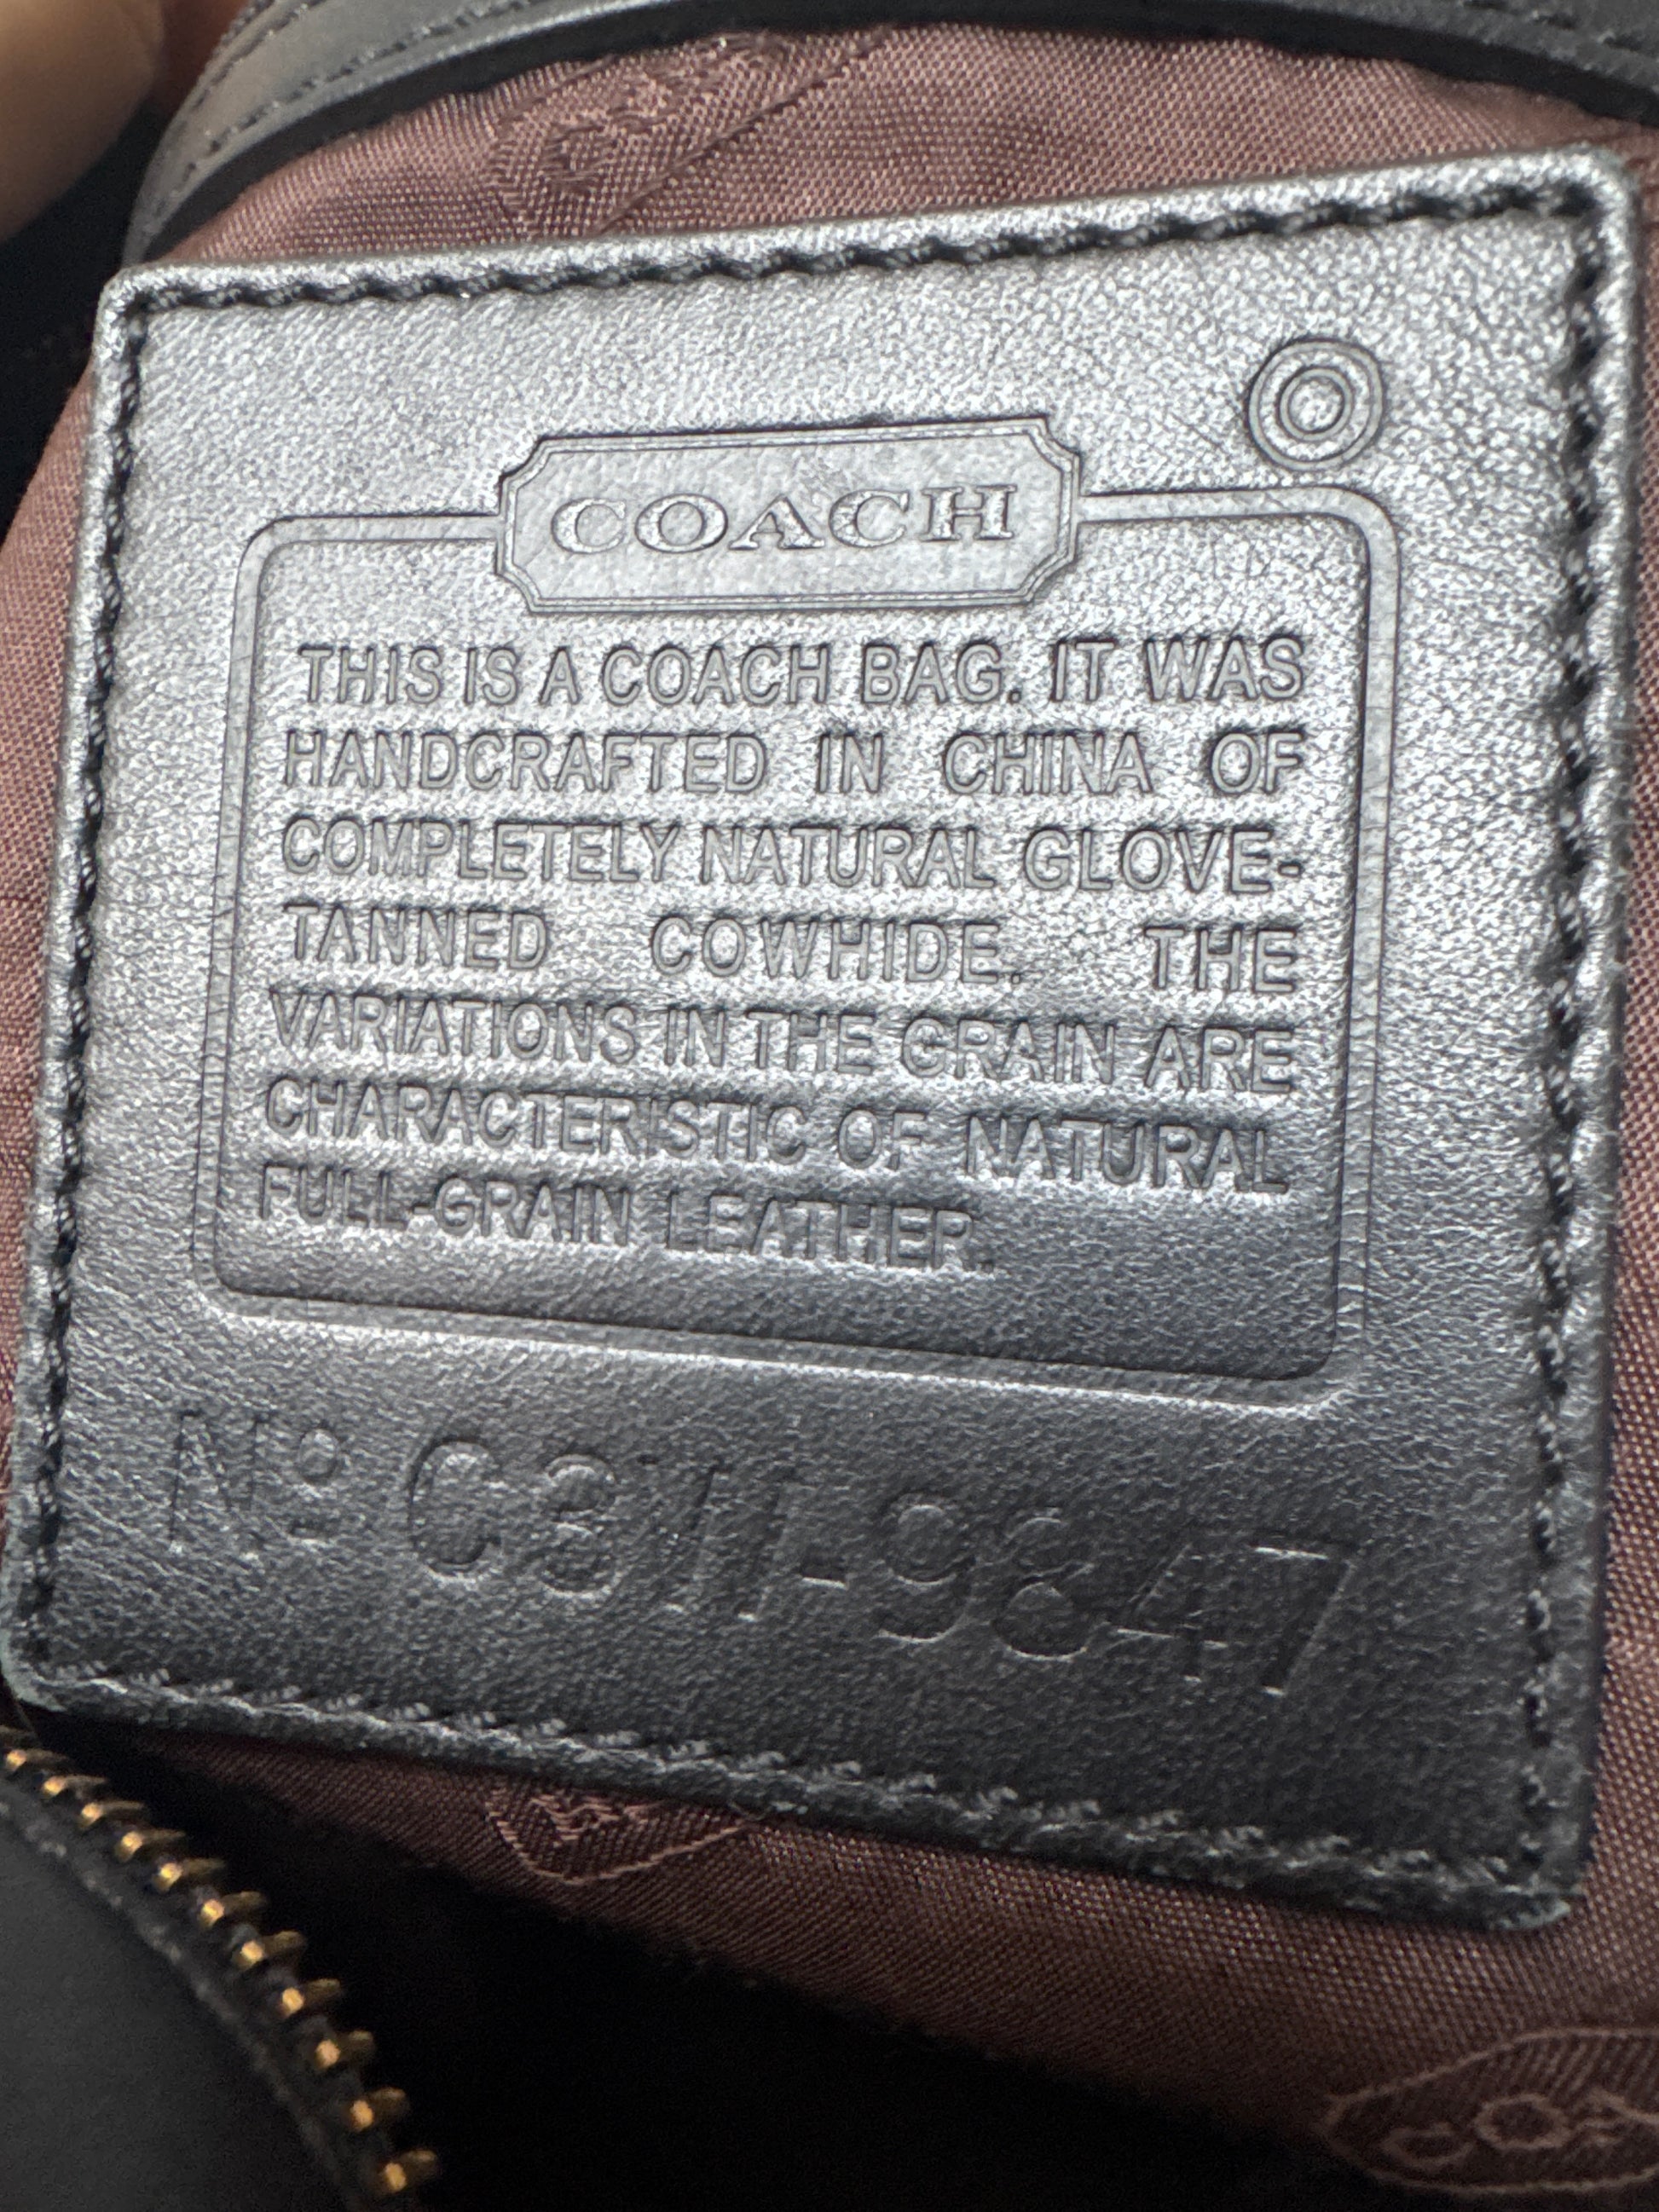 COACH
THIS IS A COACH BAG. IT WAS
HANDCRAFTED IN CHINA OF
COMPLETELY NATURAL GLOVE-
TANNED COWHIDE. THE
VARIATIONS IN THE GRAIN ARE
CHARACTERISTIC OF NATURAL
FULL-GRAIN LEATHER.
Nº C311-9847